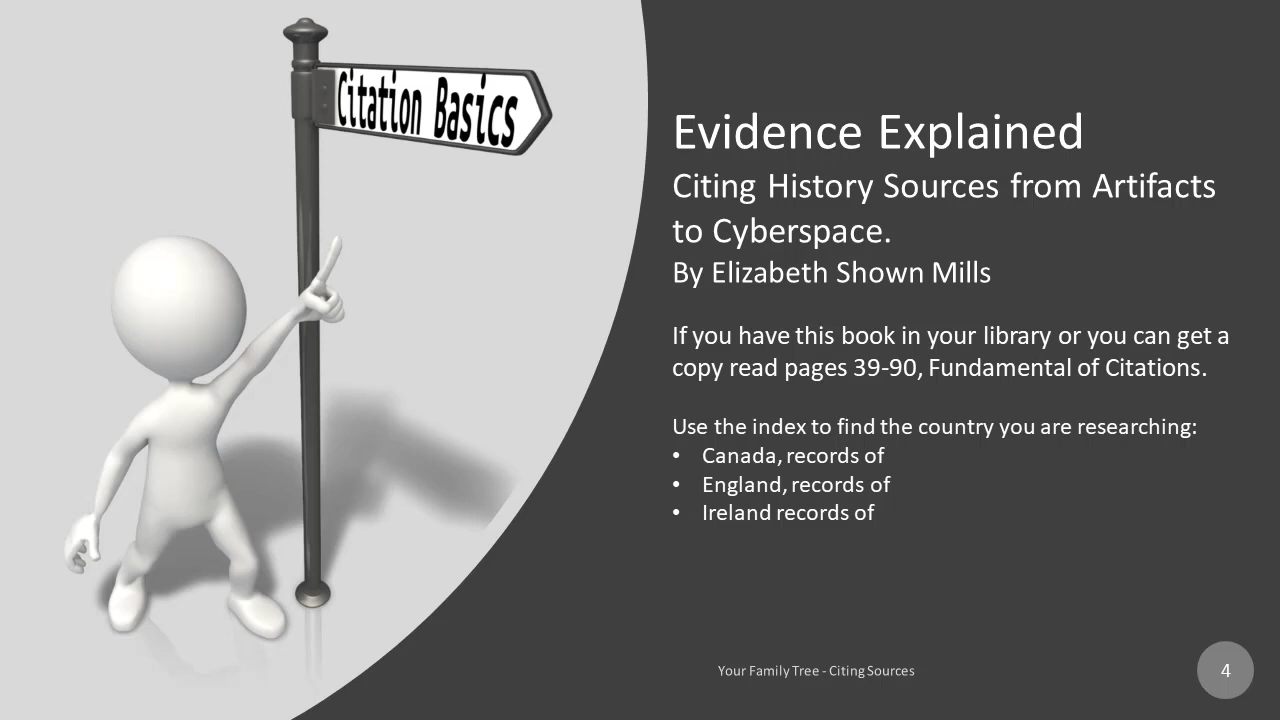 Citation Basics
Evidence Explained
Citing History Sources from Artifacts
to Cyberspace.
By Elizabeth Shown Mills
If you have this book in your library or you can get a
copy read pages 39-90, Fundamental of Citations.
Use the index to find the country you are researching:
• Canada, records of
• England, records of
• Ireland records of
Your Family Tree - Citing Sources
4